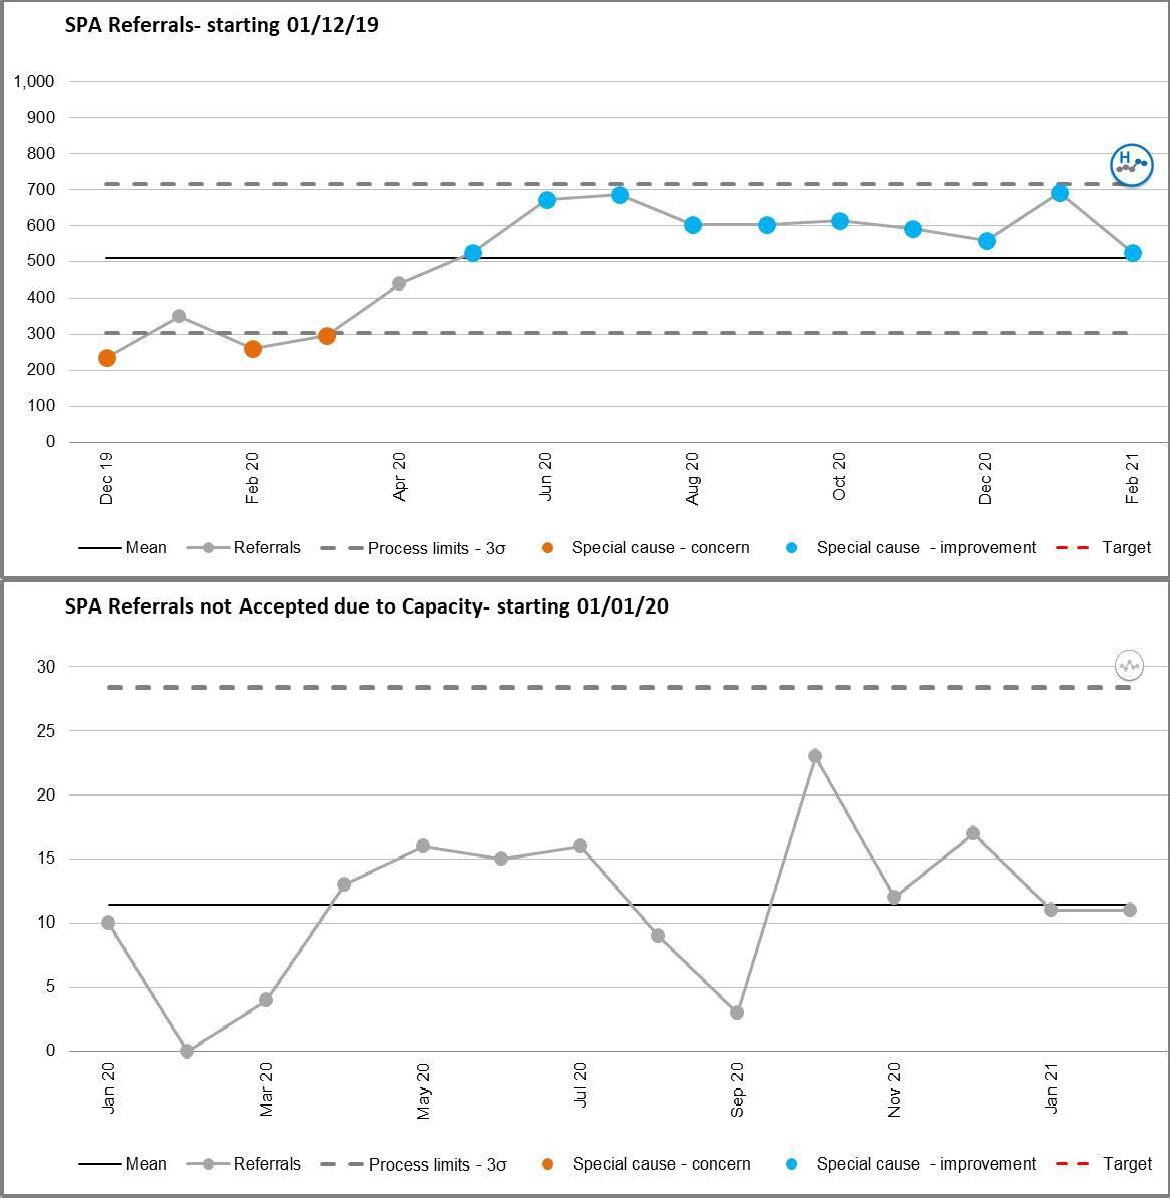 SPA Referrals- starting 01/12/19
1,000
900
800
H
700
600
500
400
300
200
100
0
Dec 19 Feb 20 Apr 20 Jun 20 Aug 20 Oct 20 Dec 20 Feb 21
Mean Referrals Process limits - 3σ Special cause - concern Special cause - improvement Target
SPA Referrals not Accepted due to Capacity- starting 01/01/20
30
25
20
15
10
5
0
Jan 20 Mar 20 May 20 Jul 20 Sep 20 Nov 20 Jan 21
Mean Referrals Process limits - 3σ Special cause - concern Special cause - improvement Target